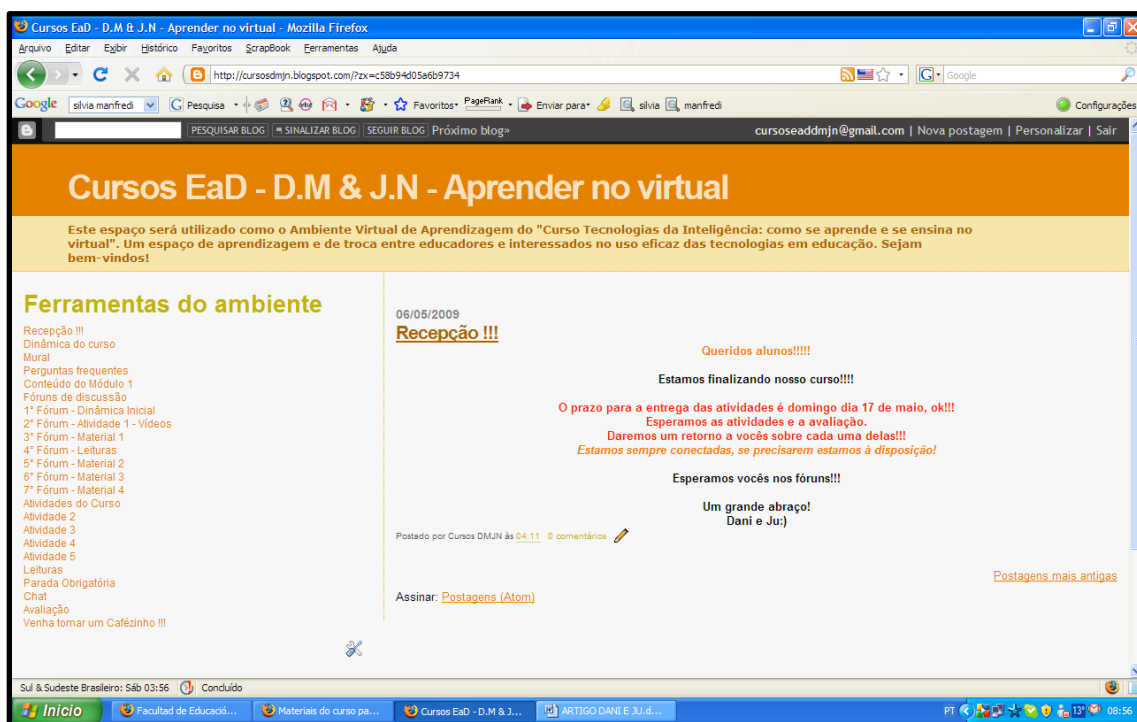 Cursos EaD - D.M & J.N - Aprender no virtual - Mozilla Firefox
Arquivo Editar Exibir Histórico Favoritos ScrapBook Ferramentas Ajuda
http://cursosdmjn.blogspot.com/?zx=c58b94d05a6b9734 Google
Google silvia manfredi Pesquisa Favoritos PageRank Enviar para silvia manfredi Configurações
PESQUISAR BLOG SINALIZAR BLOG SEGUIR BLOG Próximo blog» cursoseaddmjn@gmail.com | Nova postagem | Personalizar | Sair
Cursos EaD - D.M & J.N - Aprender no virtual
Este espaço será utilizado como o Ambiente Virtual de Aprendizagem do "Curso Tecnologias da Inteligência: como se aprende e se ensina no
virtual". Um espaço de aprendizagem e de troca entre educadores e interessados no uso eficaz das tecnologias em educação. Sejam
bem-vindos!
Ferramentas do ambiente
Recepção !!!
Dinâmica do curso
Mural
Perguntas frequentes
Conteúdo do Módulo 1
Fóruns de discussão
1° Fórum - Dinâmica Inicial
2° Fórum - Atividade 1 - Vídeos
3° Fórum - Material 1
4° Fórum - Leituras
5° Fórum - Material 2
6° Fórum - Material 3
7° Fórum - Material 4
Atividades do Curso
Atividade 2
Atividade 3
Atividade 4
Atividade 5
Leituras
Parada Obrigatória
Chat
Avaliação
Venha tomar um Cafézinho !!!
06/05/2009
Recepção !!!
Queridos alunos!!!!!
Estamos finalizando nosso curso!!!!
O prazo para a entrega das atividades é domingo dia 17 de maio, ok!!!
Esperamos as atividades e a avaliação.
Daremos um retorno a vocês sobre cada uma delas!!!
Estamos sempre conectadas, se precisarem estamos à disposição!
Esperamos vocês nos fóruns!!!
Um grande abraço!
Dani e Ju:)
Postado por Cursos DMJN às 04:11 0 comentários
Postagens mais antigas
Assinar: Postagens (Atom)
Sul & Sudeste Brasileiro: Sáb 03:56 Concluído
Iniciar Facultad de Educació... Materiais do curso pa... Cursos EaD - D.M & J... ARTIGO DANI E JU.d... PT 13° 08:56